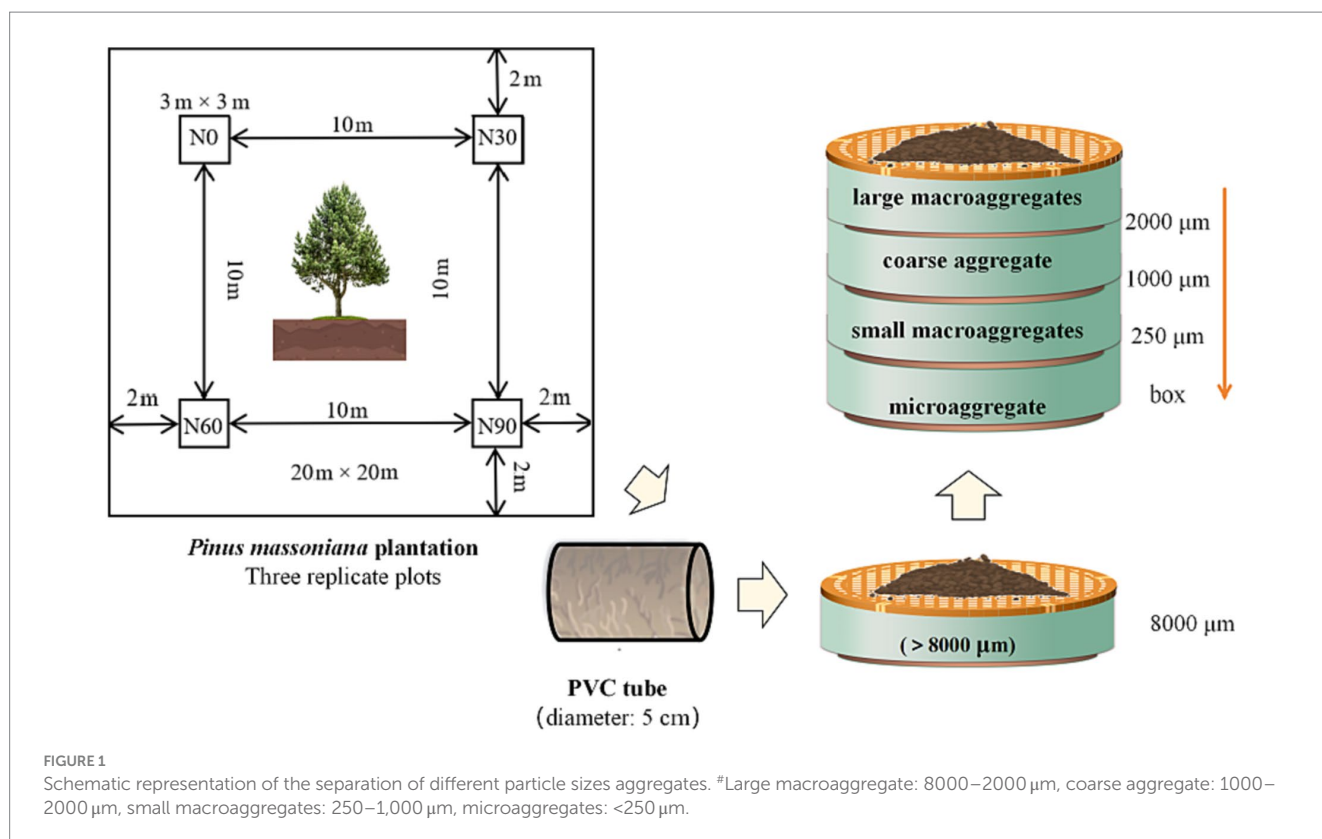 2m
3 m × 3 m
N0
10m
N30
10m
10m
2m
N60
10m
N90
2m
20m × 20m
2m
Pinus massoniana plantation
Three replicate plots
large macroaggregates
2000 μm
coarse aggregate
1000 μm
small macroaggregates
250 μm
microaggregate
box
PVC tube
(diameter: 5 cm)
(> 8000 μm)
8000 μm
FIGURE 1
Schematic representation of the separation of different particle sizes aggregates. #Large macroaggregate: 8000–2000 μm, coarse aggregate: 1000–
2000 μm, small macroaggregates: 250–1,000 μm, microaggregates: <250 μm.